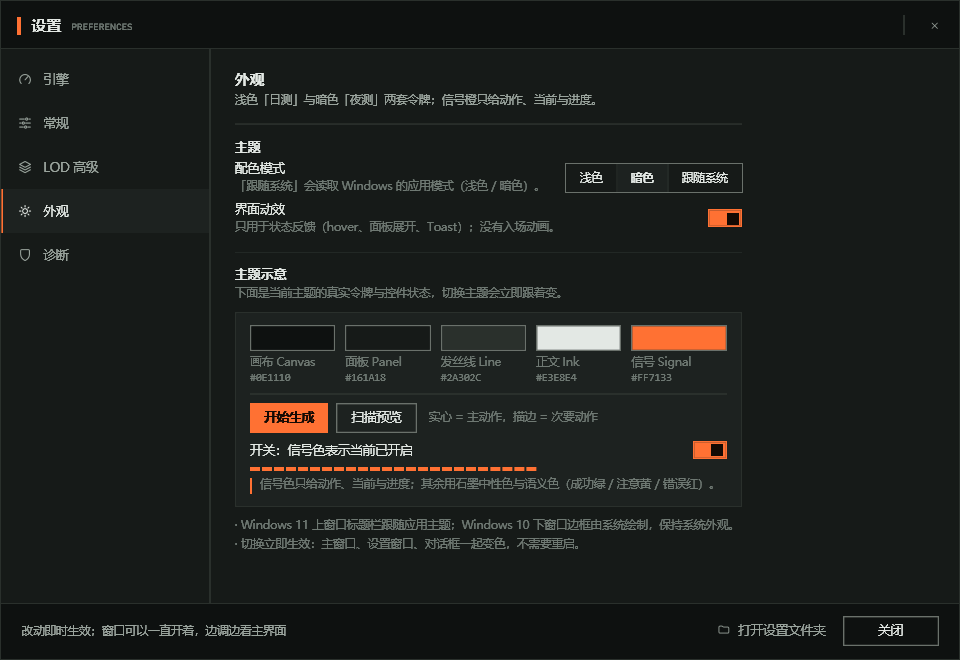 设置 PREFERENCES
引擎
常规
LOD 高级
外观
诊断
外观
浅色「日测」与暗色「夜测」两套令牌；信号橙只给动作、当前与进度。
主题
配色模式
「跟随系统」会读取 Windows 的应用模式（浅色 / 暗色）。
浅色 暗色 跟随系统
界面动效
只用于状态反馈（hover、面板展开、Toast）；没有入场动画。
主题示意
下面是当前主题的真实令牌与控件状态，切换主题会立即跟着变。
画布 Canvas 面板 Panel 发丝线 Line 正文 Ink 信号 Signal
#0E1110 #161A18 #2A302C #E3E8E4 #FF7133
开始生成 扫描预览 实心 = 主动作，描边 = 次要动作
开关：信号色表示当前已开启
信号色只给动作、当前与进度；其余用石墨中性色与语义色（成功绿 / 注意黄 / 错误红）。
· Windows 11 上窗口标题栏跟随应用主题；Windows 10 下窗口边框由系统绘制，保持系统外观。
· 切换立即生效：主窗口、设置窗口、对话框一起变色，不需要重启。
改动即时生效；窗口可以一直开着，边调边看主界面
打开设置文件夹 关闭